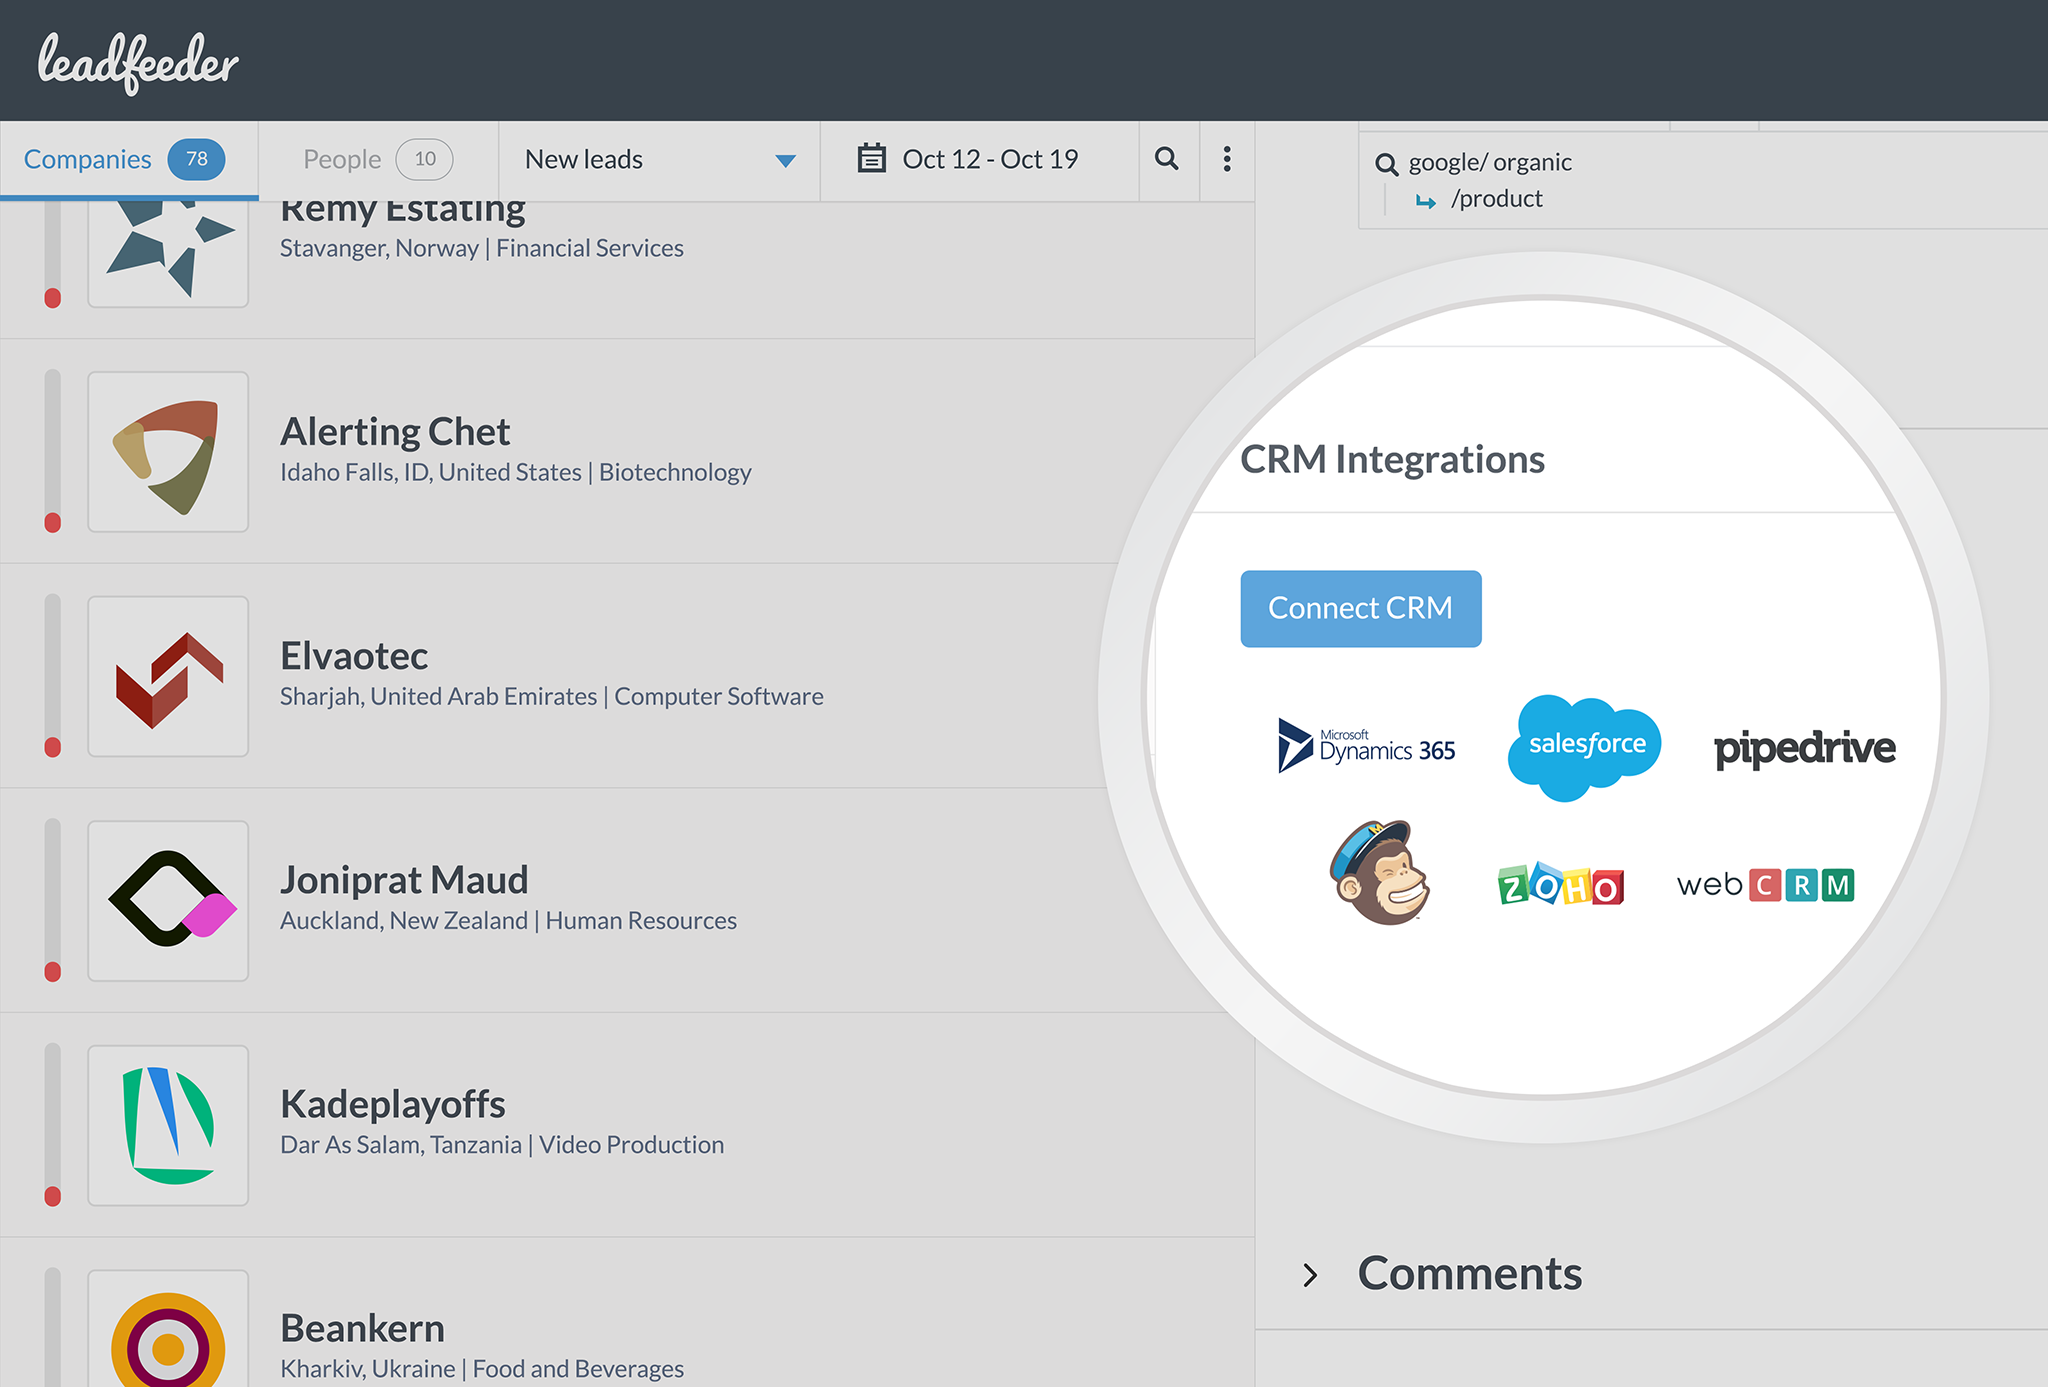 leadfeeder
Companies 78
People 10
New leads
Oct 12 - Oct 19
Remy Estating
Stavanger, Norway | Financial Services
Alerting Chet
Idaho Falls, ID, United States | Biotechnology
Elvaotec
Sharjah, United Arab Emirates | Computer Software
Joniprat Maud
Auckland, New Zealand | Human Resources
Kadeplayoffs
Dar As Salam, Tanzania | Video Production
Beankern
Kharkiv, Ukraine | Food and Beverages
google/ organic
/product
CRM Integrations
Connect CRM
Microsoft
Dynamics 365
salesforce
pipedrive
M
ZOHO
webCRM
Comments